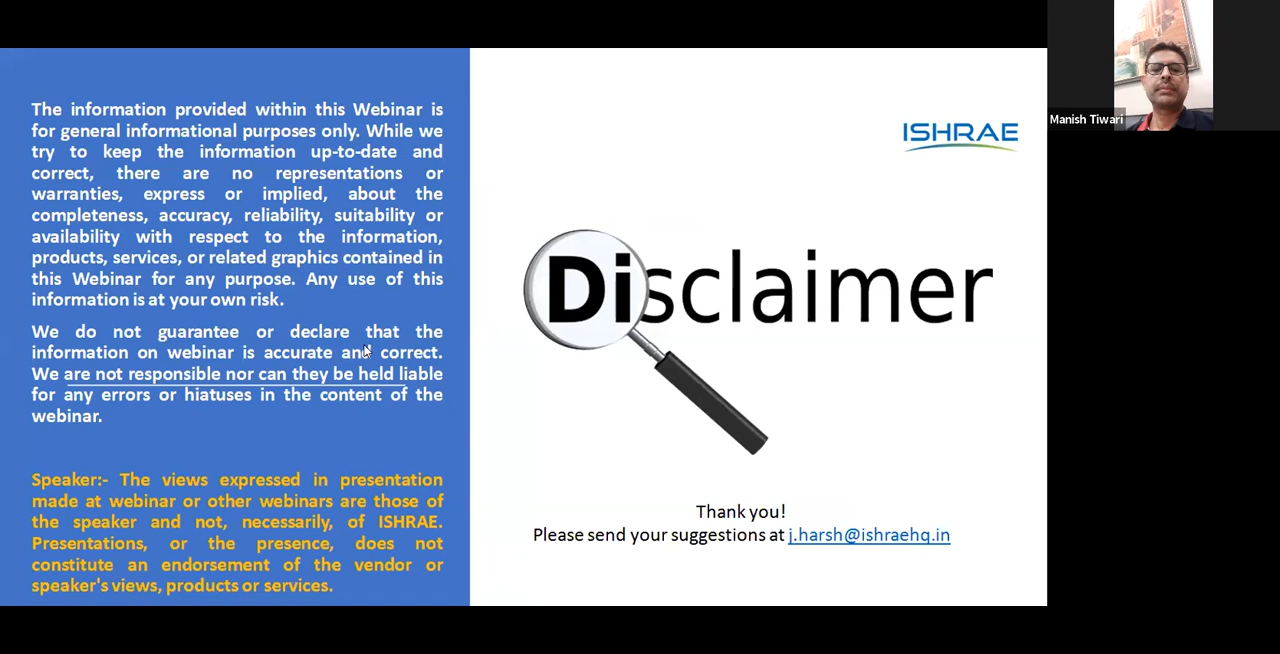 The information provided within this Webinar is
for general informational purposes only. While we
try to keep the information up-to-date and
correct, there are no representations or
warranties, express or implied, about the
completeness, accuracy, reliability, suitability or
availability with respect to the information,
products, services, or related graphics contained in
this Webinar for any purpose. Any use of this
information is at your own risk.
We do not guarantee or declare that the
information on webinar is accurate and correct.
We are not responsible nor can they be held liable
for any errors or hiatuses in the content of the
webinar.
Speaker:- The views expressed in presentation
made at webinar or other webinars are those of
the speaker and not, necessarily, of ISHRAE.
Presentations, or the presence, does not
constitute an endorsement of the vendor or
speaker's views, products or services.
ISHRAE
Disclaimer
Thank you!
Please send your suggestions at j.harsh@ishraehq.in
Manish Tiwari